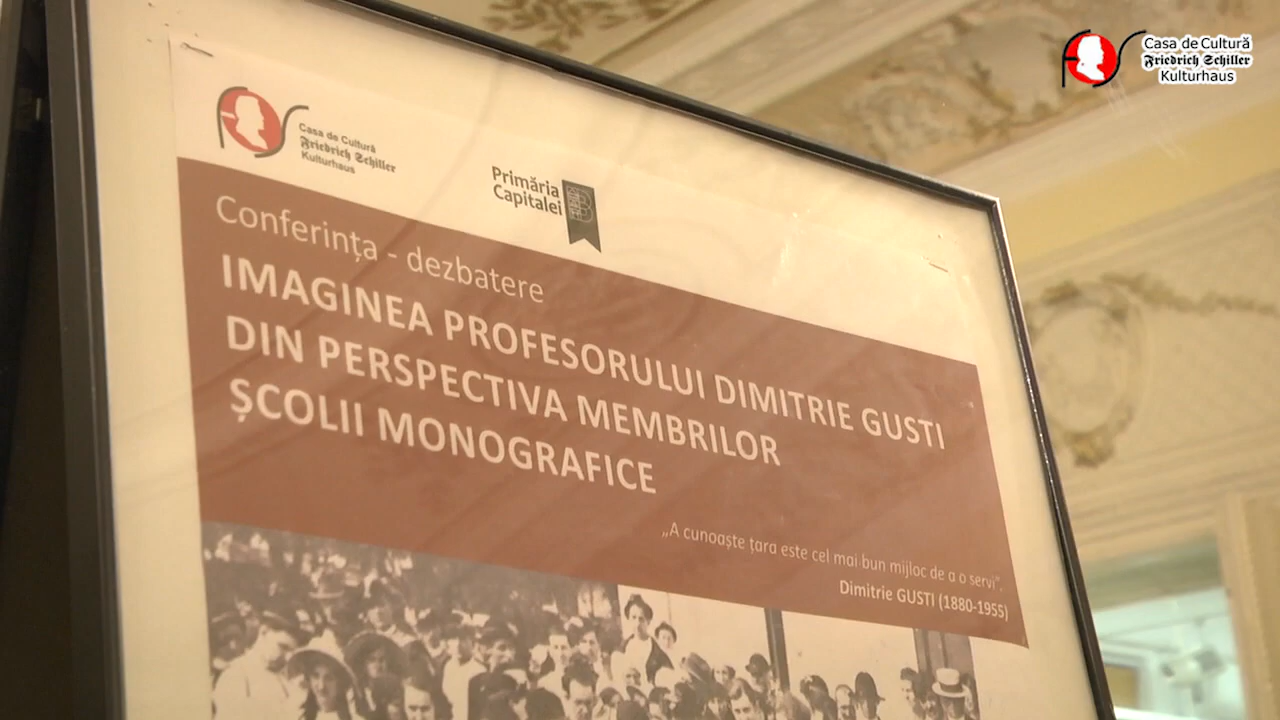 Casa de Cultură
Friedrich Schiller
Kulturhaus
Casa de Cultură
Friedrich Schiller
Kulturhaus
Primăria
Capitalei
Conferința - dezbatere
IMAGINEA PROFESORULUI DIMITRIE GUSTI
DIN PERSPECTIVA MEMBRILOR
ȘCOLII MONOGRAFICE
„A cunoaște țara este cel mai bun mijloc de a o servi”.
Dimitrie GUSTI (1880-1955)